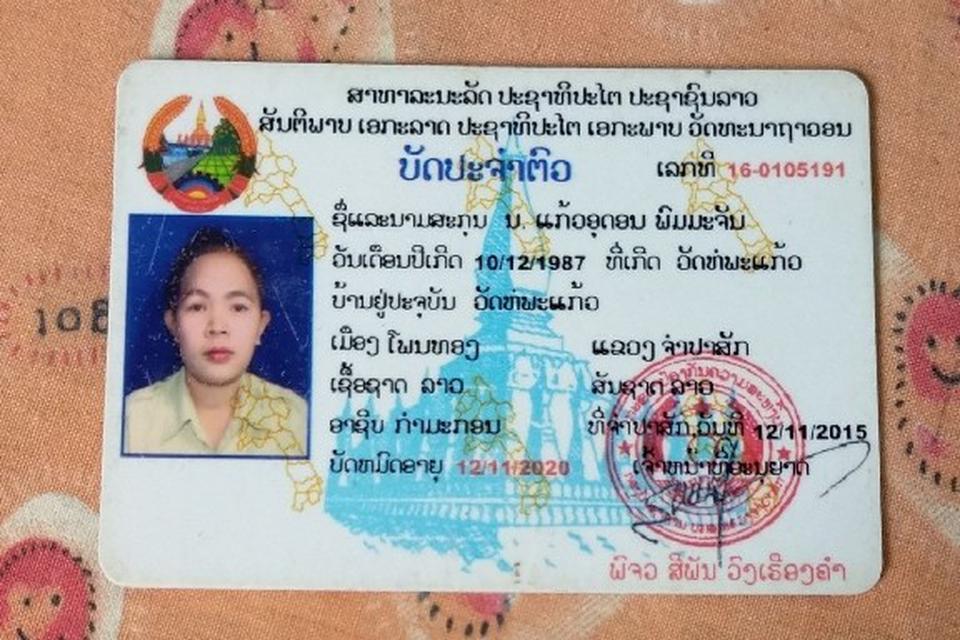 ສາທາລະນະລັດ ປະຊາທິປະໄຕ ປະຊາຊົນລາວ
ສັນຕິພາບ ເອກະລາດ ປະຊາທິປະໄຕ ເອກະພາບ ວັດທະນາຖາວອນ
ບັດປະຈຳຕົວ ເລກທີ 16-0105191
ຊື່ແລະນາມສະກຸນ ນ. ແກ້ວອຸດອນ ພິມມະຈັນ
ວັນເດືອນປີເກີດ 10/12/1987 ທີ່ເກີດ ວັດຫ່ພະແກ້ວ
ບ້ານຢູ່ປະຈຸບັນ ວັດຫ່ພະແກ້ວ
ເມືອງ ໂພນທອງ ແຂວງ ຈຳປາສັກ
ເຊື້ອຊາດ ລາວ ສັນຊາດ ລາວ
ອາຊີບ ກຳມະກອນ ທີ່ຈຳປາສັກ,ວັນທີ 12/11/2015
ບັດຫມົດອາຍຸ 12/11/2020 ເຈົ້າຫນ້າທີ່ອະນຸຍາດ
ພັຈວ ສີພັນ ວົງເຮືອງຄຳ
108